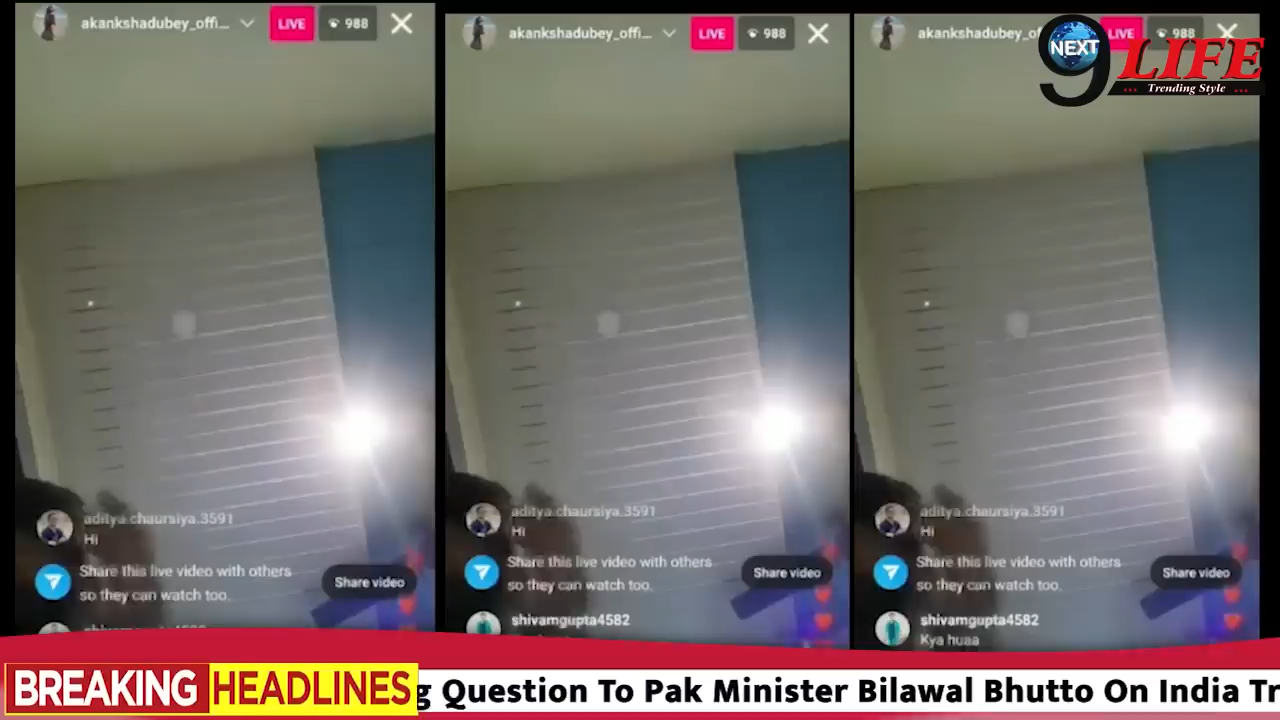 akankshadubey_offi...
LIVE
988
aditya.chaursiya.3591
Hi
Share this live video with others
so they can watch too.
Share video
shivamgupta4582
akankshadubey_offi...
LIVE
988
aditya.chaursiya.3591
Hi
Share this live video with others
so they can watch too.
Share video
shivamgupta4582
akankshadubey_of
LIVE
988
aditya.chaursiya.3591
Hi
Share this live video with others
so they can watch too.
Share video
shivamgupta4582
Kya huaa
NEXT
9 LIFE
... Trending Style ...
BREAKING HEADLINES
g Question To Pak Minister Bilawal Bhutto On India Tr